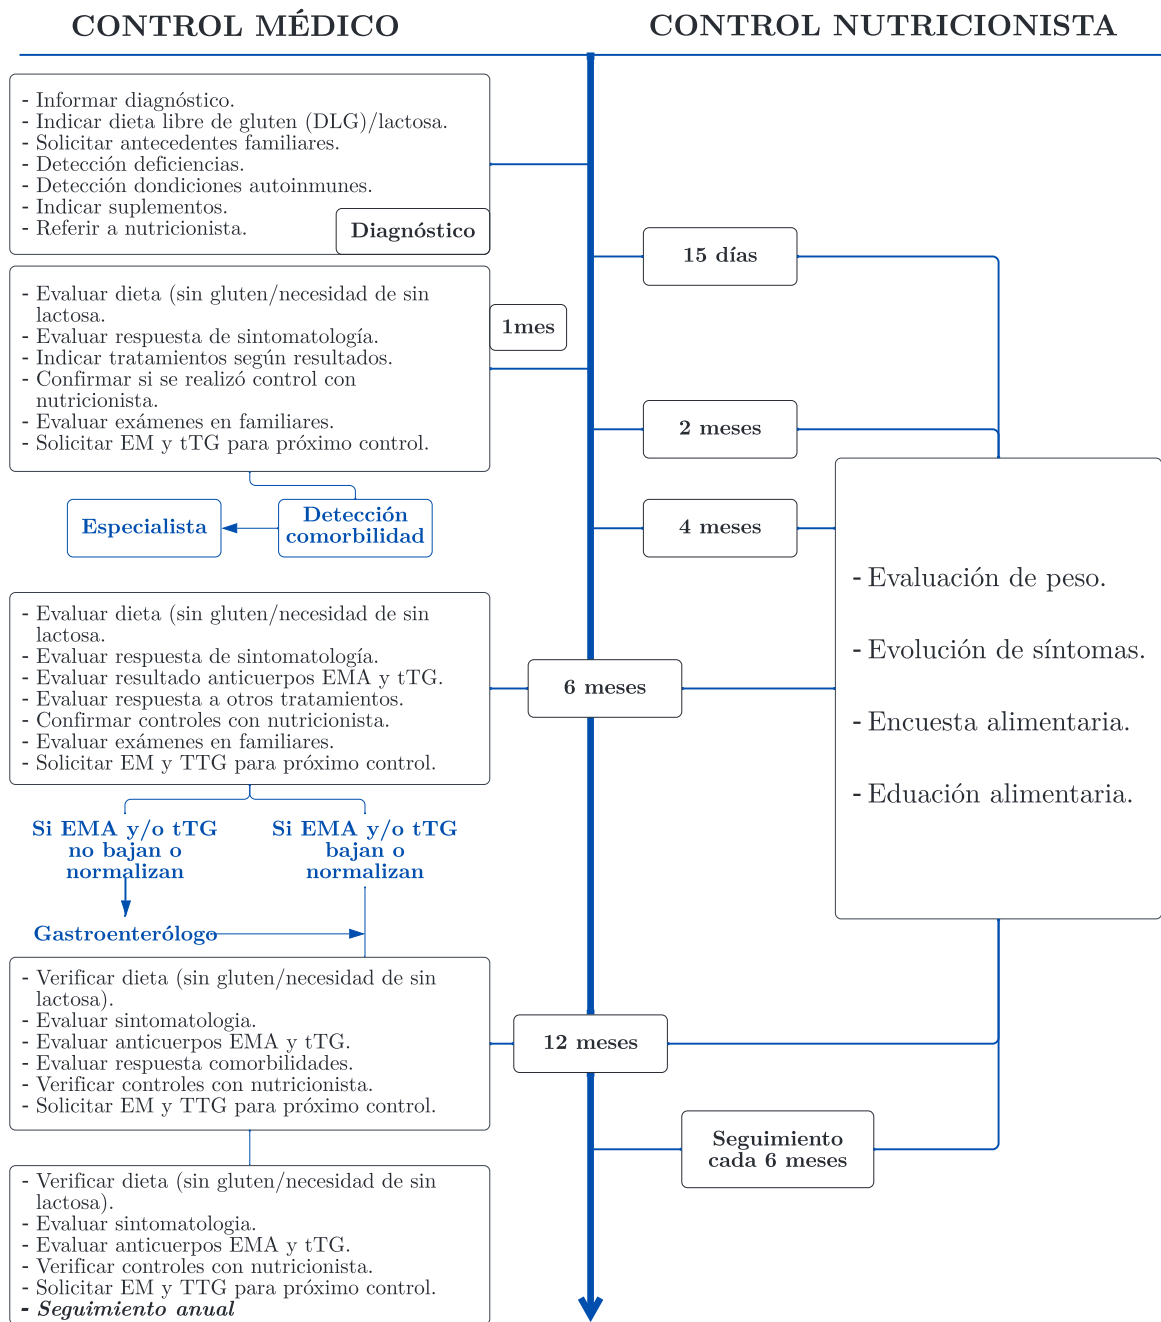 CONTROL MÉDICO
CONTROL NUTRICIONISTA
- Informar diagnóstico.
- Indicar dieta libre de gluten (DLG)/lactosa.
- Solicitar antecedentes familiares.
- Detección deficiencias.
- Detección dondiciones autoinmunes.
- Indicar suplementos.
- Referir a nutricionista.
Diagnóstico
15 días
- Evaluar dieta (sin gluten/necesidad de sin
lactosa.
- Evaluar respuesta de sintomatología.
- Indicar tratamientos según resultados.
- Confirmar si se realizó control con
nutricionista.
- Evaluar exámenes en familiares.
- Solicitar EM y tTG para próximo control.
1mes
2 meses
Especialista
Detección
comorbilidad
4 meses
- Evaluación de peso.
- Evolución de síntomas.
- Encuesta alimentaria.
- Eduación alimentaria.
- Evaluar dieta (sin gluten/necesidad de sin
lactosa.
- Evaluar respuesta de sintomatología.
- Evaluar resultado anticuerpos EMA y tTG.
- Evaluar respuesta a otros tratamientos.
- Confirmar controles con nutricionista.
- Evaluar exámenes en familiares.
- Solicitar EM y TTG para próximo control.
6 meses
Si EMA y/o tTG
no bajan o
normalizan
Si EMA y/o tTG
bajan o
normalizan
Gastroenterólogo
- Verificar dieta (sin gluten/necesidad de sin
lactosa).
- Evaluar sintomatologia.
- Evaluar anticuerpos EMA y tTG.
- Evaluar respuesta comorbilidades.
- Verificar controles con nutricionista.
- Solicitar EM y TTG para próximo control.
12 meses
Seguimiento
cada 6 meses
- Verificar dieta (sin gluten/necesidad de sin
lactosa).
- Evaluar sintomatologia.
- Evaluar anticuerpos EMA y tTG.
- Verificar controles con nutricionista.
- Solicitar EM y TTG para próximo control.
- Seguimiento anual